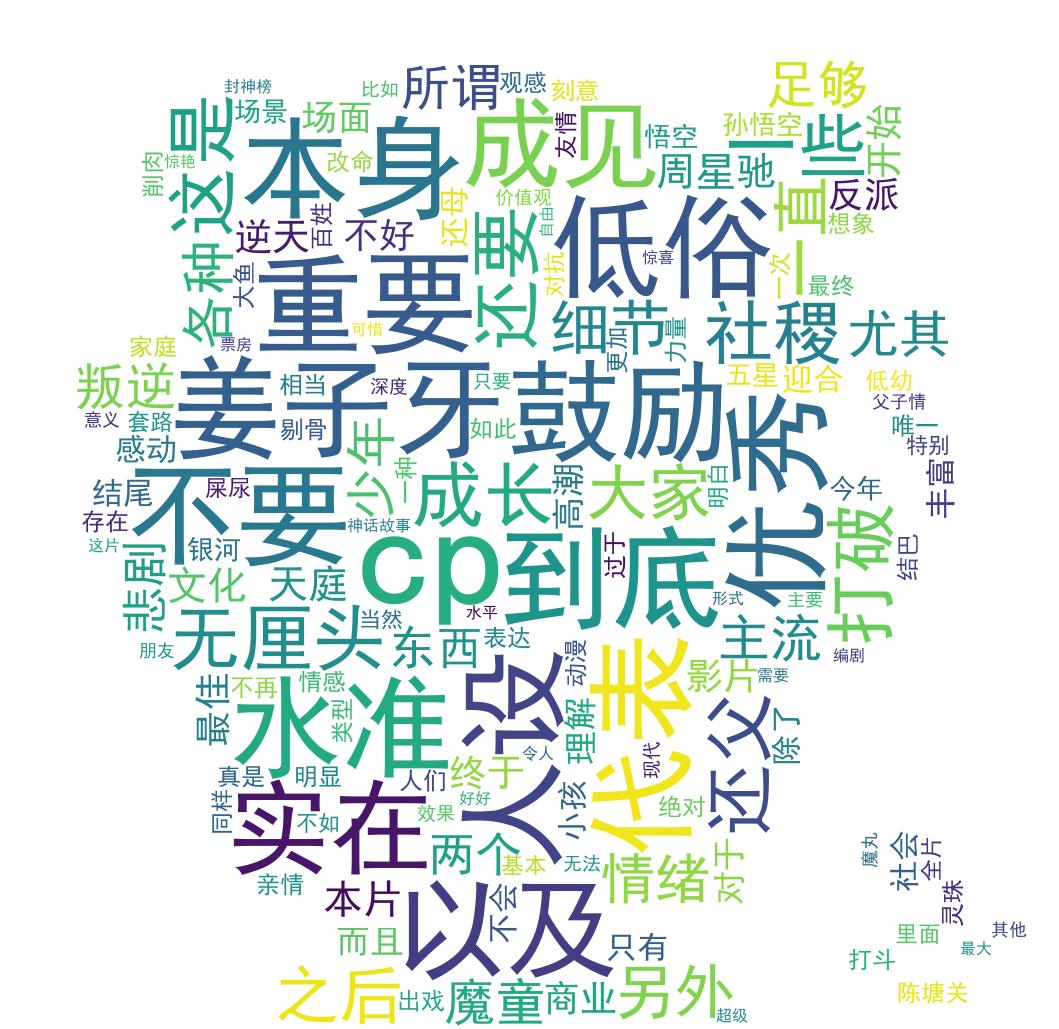 封神榜
比如
所谓
观感
刻意
足够
场景
场面
这是
本身
成见
友情
悟空
孙悟空
一些
开始
削肉
惊艳
改命
周星驰
反派
逆天
百姓
不好
还母
价值观
自由
低俗
一直
想象
各种
大鱼
重要
还要
对抗
惊喜
一次
最终
可惜
票房
细节
更加
力量
社稷
尤其
家庭
叛逆
意义
套路
感动
姜子牙
相当
深度
剔骨
只要
如此
鼓励
五星
迎合
低幼
父子情
唯一
特别
丰富
优秀
结尾
屎尿
存在
这片
不要
少年
一种
成长
高潮
大家
明白
今年
打破
结巴
神话故事
银河
悲剧
文化
天庭
cp
到底
过于
形式
主要
编剧
水平
当然
无厘头
东西
表达
朋友
主流
动漫
人设
代表
影片
需要
最佳
不再
情感
类型
水准
理解
还父
除了
真是
明显
人们
终于
令人
现代
同样
不如
实在
效果
好好
小孩
绝对
两个
基本
无法
情绪
对于
亲情
本片
以及
不会
而且
只有
之后
出戏
魔童
商业
另外
超级
魔丸
社会
全片
灵珠
里面
其他
最大
打斗
陈塘关